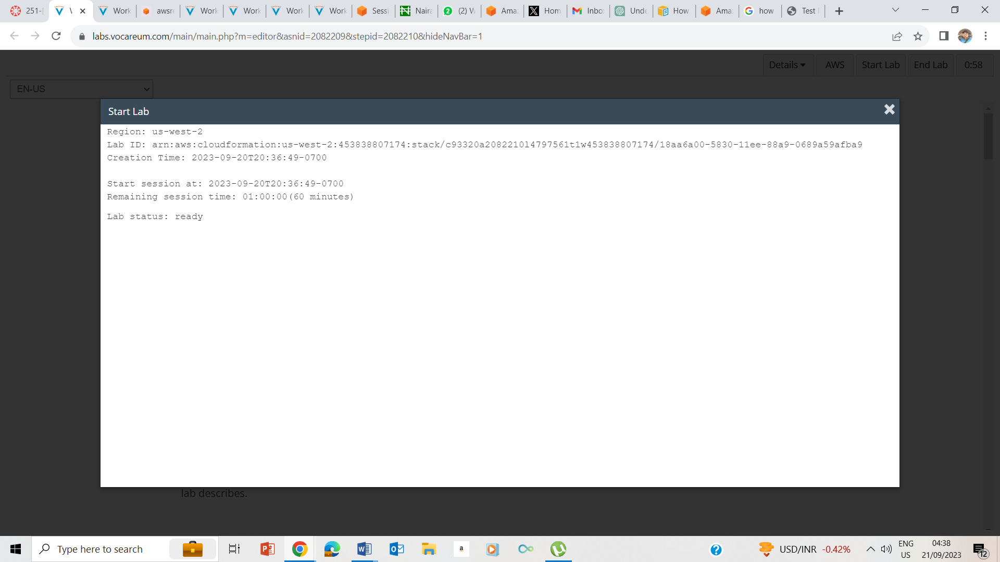 251-[
Work
awsre
Work
Work
Work
Work
Sessi
Naira
(2) W
Ama
Hom
Inbo
Unde
How
Ama
how
Test
labs.vocareum.com/main/main.php?m=editor&asnid=2082209&stepid=2082210&hideNavBar=1
Details AWS Start Lab End Lab 0:58
EN-US
Start Lab
Region: us-west-2
Lab ID: arn:aws:cloudformation:us-west-2:453838807174:stack/c93320a2082210l4797561t1w453838807174/18aa6a00-5830-11ee-88a9-0689a59afba9
Creation Time: 2023-09-20T20:36:49-0700
Start session at: 2023-09-20T20:36:49-0700
Remaining session time: 01:00:00(60 minutes)
Lab status: ready
lab describes.
Type here to search
USD/INR -0.42%
ENG
US
04:38
21/09/2023
12